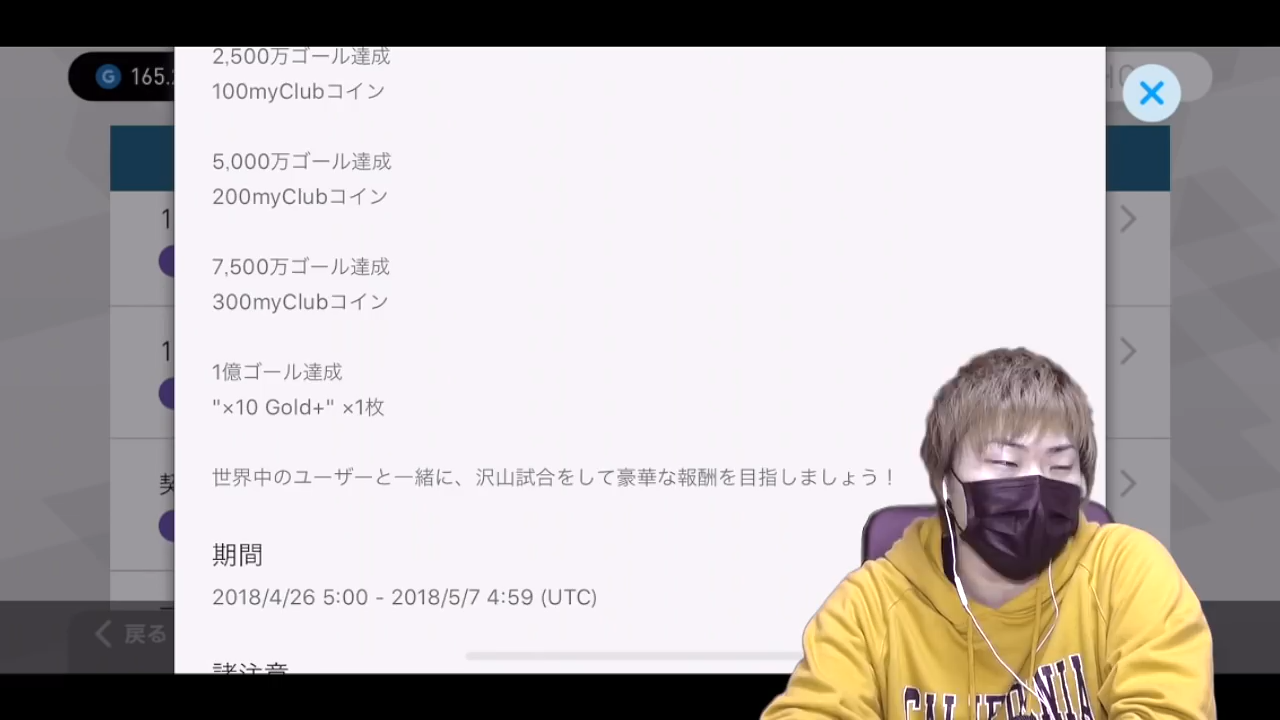 2,500万ゴール達成
G 165.
100myClubコイン
5,000万ゴール達成
200myClubコイン
7,500万ゴール達成
300myClubコイン
1億ゴール達成
"×10 Gold+" ×1枚
世界中のユーザーと一緒に、沢山試合をして豪華な報酬を目指しましょう！
期間
2018/4/26 5:00 - 2018/5/7 4:59 (UTC)
戻る
諸注意
CALIFORNIA